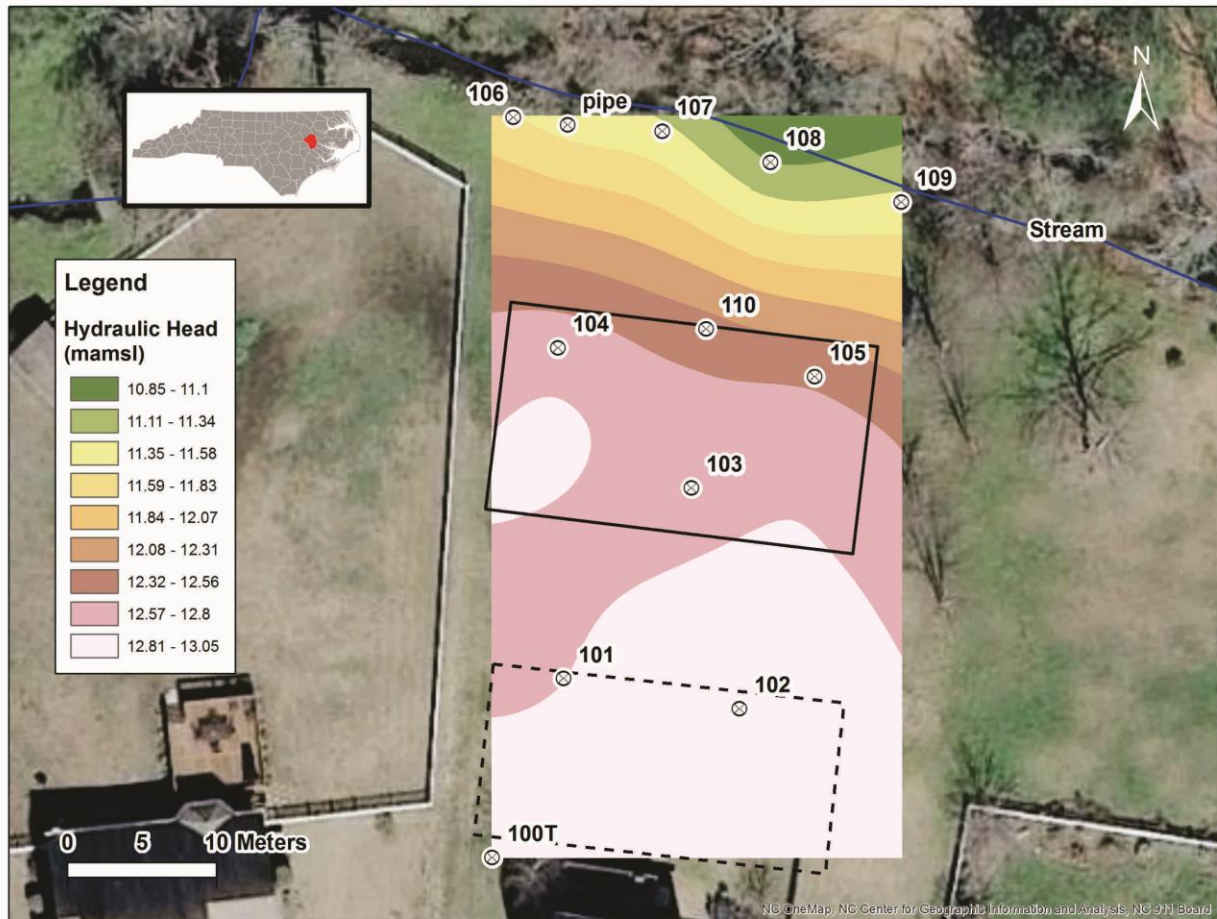 N
106
pipe
107
108
109
Stream
Legend
Hydraulic Head
(mamsl)
10.85 - 11.1
11.11 - 11.34
11.35 - 11.58
11.59 - 11.83
11.84 - 12.07
12.08 - 12.31
12.32 - 12.56
12.57 - 12.8
12.81 - 13.05
110
104
105
103
101
102
100T
0 5 10 Meters
NC OneMap, NC Center for Geographic Information and Analysis, NC 911 Board